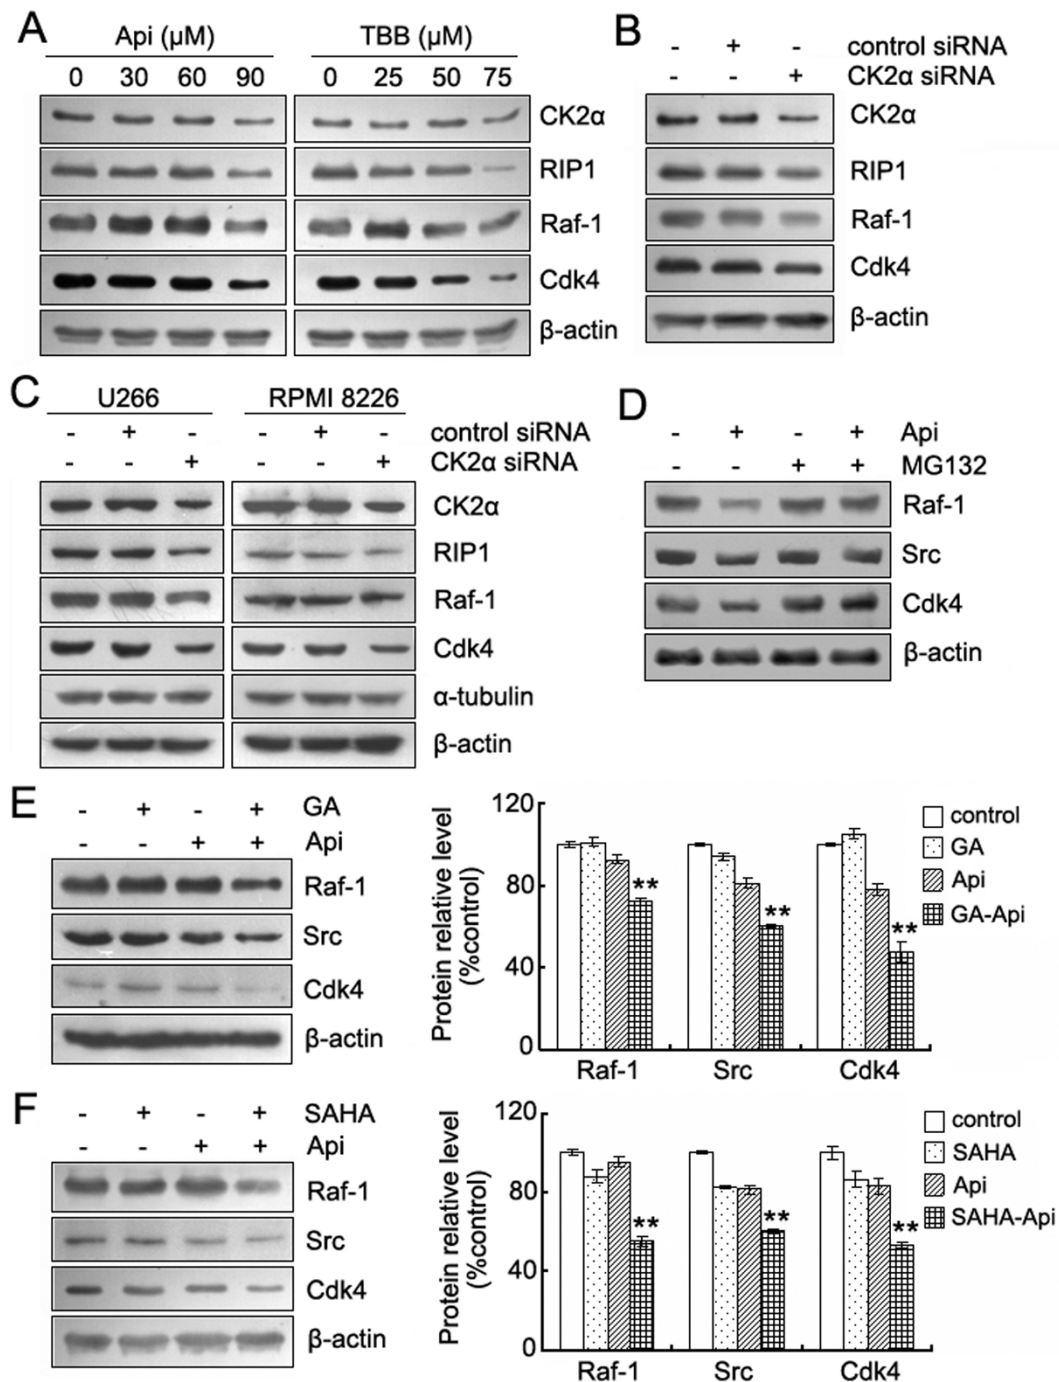 A
Api (μM)
TBB (μM)
0 30 60 90
0 25 50 75
CK2α
RIP1
Raf-1
Cdk4
β-actin
B
- + - control siRNA
- - + CK2α siRNA
CK2α
RIP1
Raf-1
Cdk4
β-actin
C
U266
RPMI 8226
- + - - + - control siRNA
- - + - - + CK2α siRNA
CK2α
RIP1
Raf-1
Cdk4
α-tubulin
β-actin
D
- + - + Api
- - + + MG132
Raf-1
Src
Cdk4
β-actin
E
- + - + GA
- - + + Api
Raf-1
Src
Cdk4
β-actin
Protein relative level
(%control)
120
80
40
0
** ** **
Raf-1 Src Cdk4
control
GA
Api
GA-Api
F
- + - + SAHA
- - + + Api
Raf-1
Src
Cdk4
β-actin
Protein relative level
(%control)
120
80
40
0
** ** **
Raf-1 Src Cdk4
control
SAHA
Api
SAHA-Api